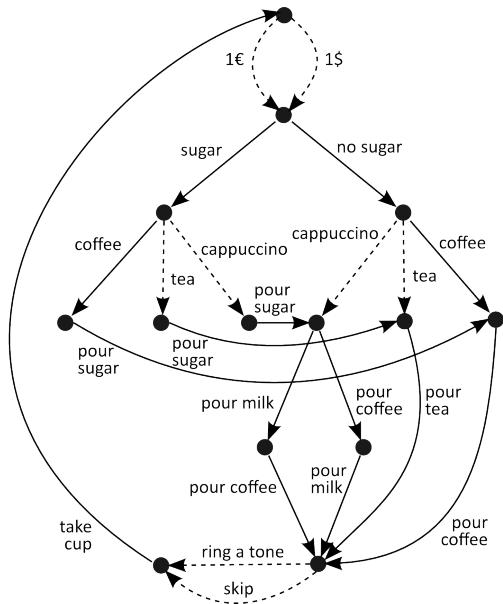 1€
1$
sugar
no sugar
coffee
cappuccino
cappuccino
coffee
tea
tea
pour
sugar
pour
sugar
pour
sugar
pour milk
pour
coffee
pour
tea
pour coffee
pour
milk
take
cup
ring a tone
pour
coffee
skip